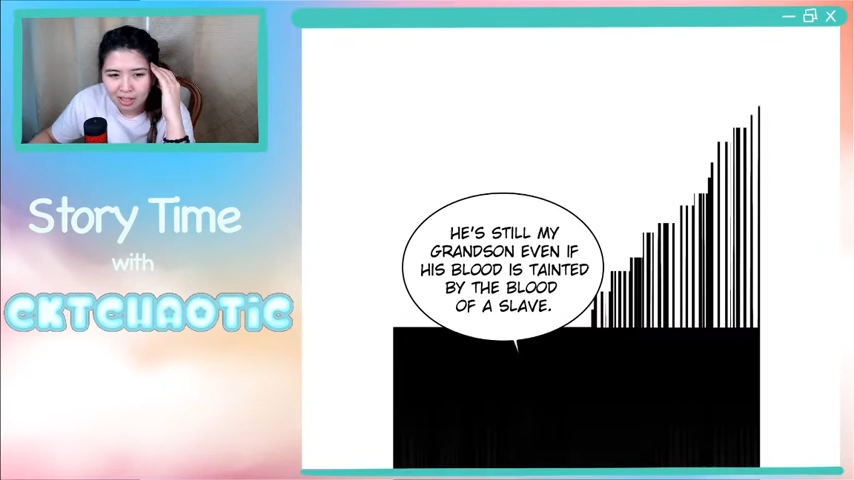 Story Time
with
CKTCHAOTIC
HE'S STILL MY
GRANDSON EVEN IF
HIS BLOOD IS TAINTED
BY THE BLOOD
OF A SLAVE.